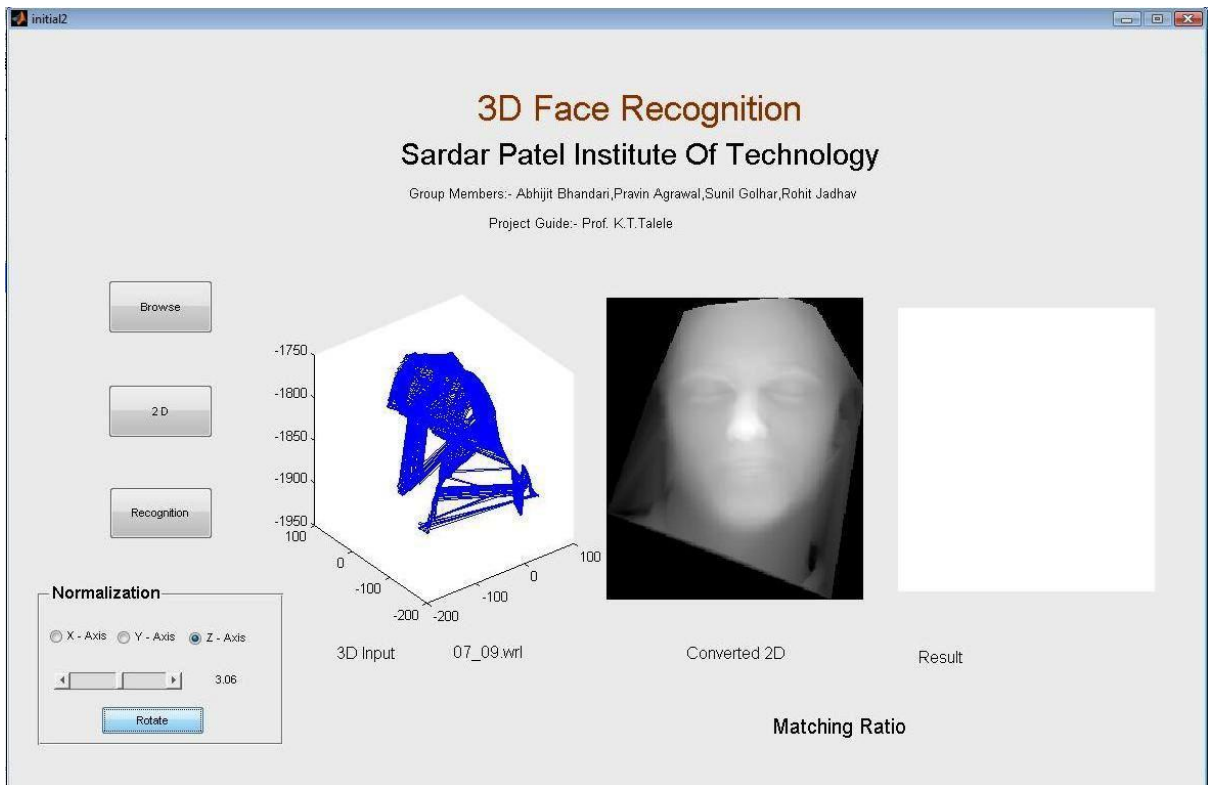 initial2
3D Face Recognition
Sardar Patel Institute Of Technology
Group Members:- Abhijit Bhandari,Pravin Agrawal,Sunil Golhar,Rohit Jadhav
Project Guide:- Prof. K.T.Talele
Browse
2 D
Recognition
-1750
-1800
-1850
-1900
-1950
100
0
-100
-200
-200
-100
0
100
Normalization
X - Axis Y - Axis Z - Axis
3.06
Rotate
3D Input 07_09.wrl
Converted 2D
Result
Matching Ratio